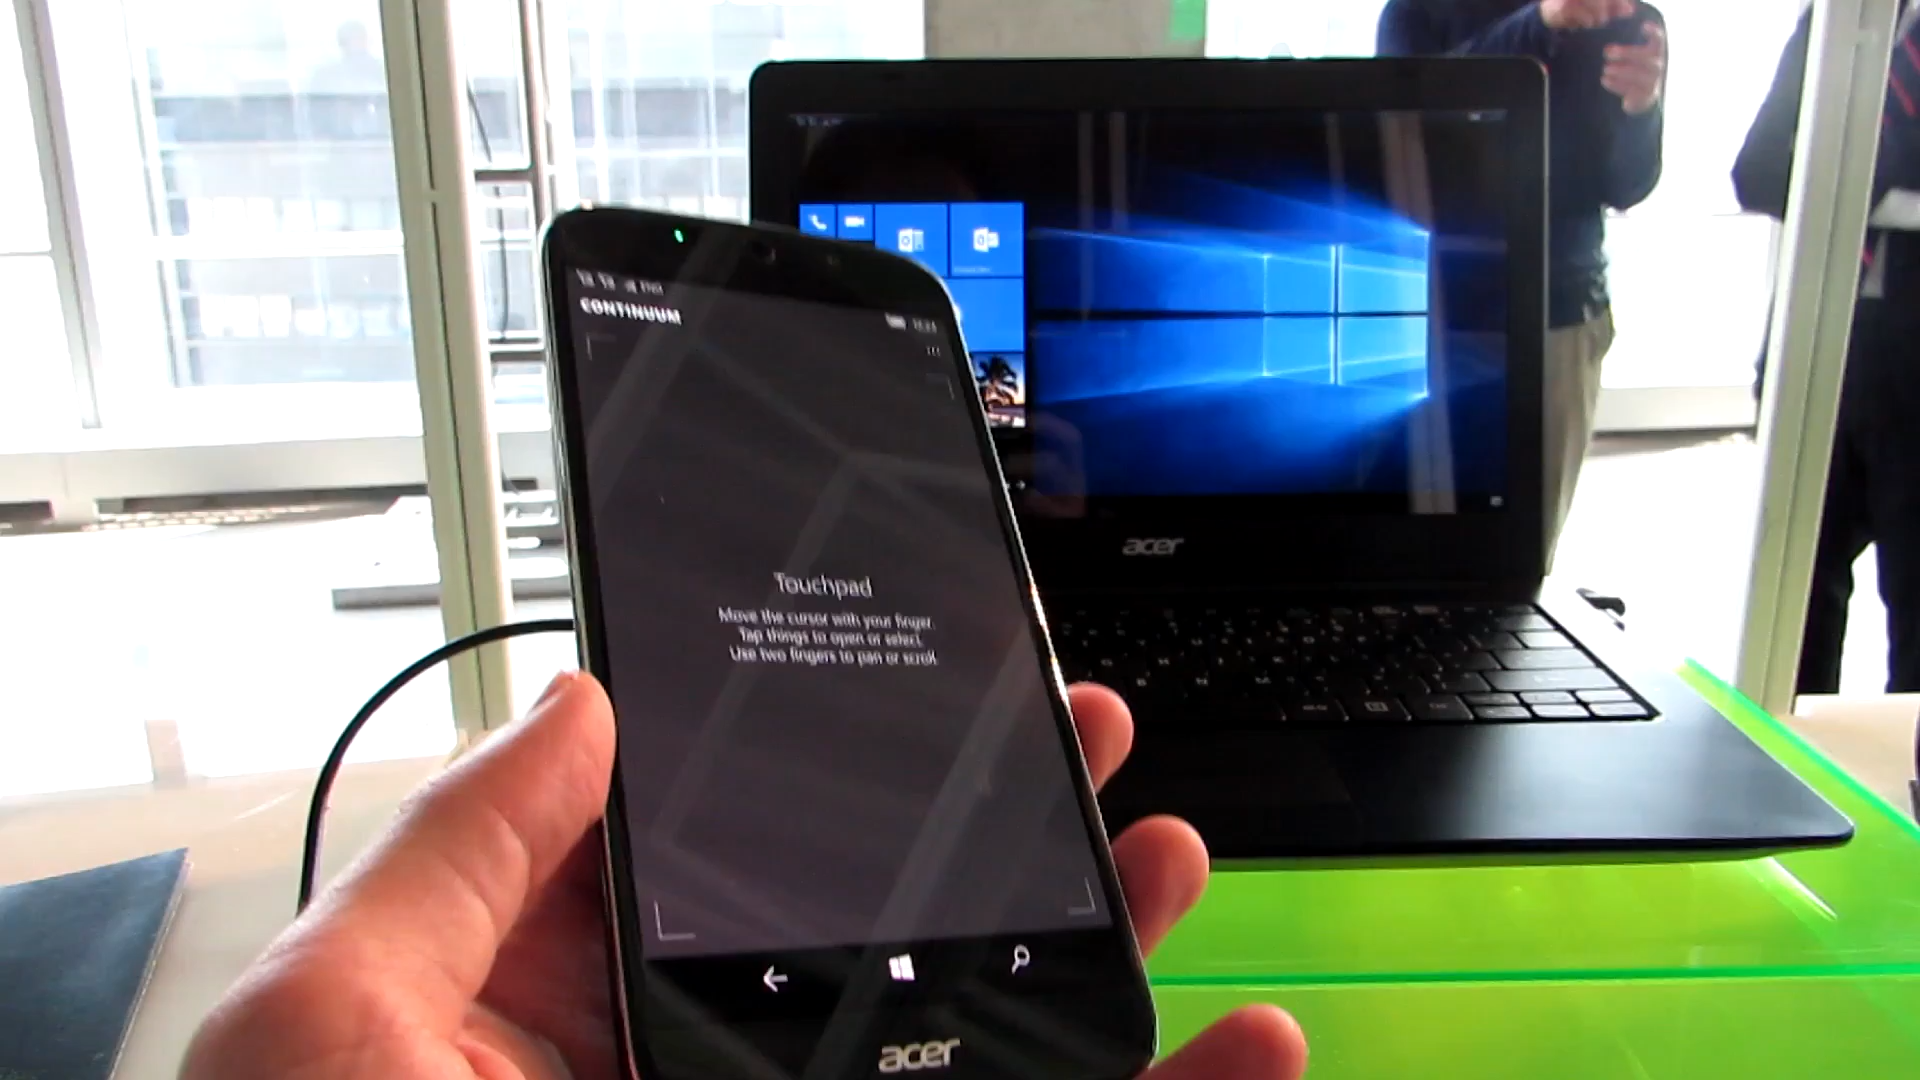 CONTINUUM
Touchpad
Move the cursor with your finger.
Tap things to open or select.
Use two fingers to pan or scroll.
acer
acer